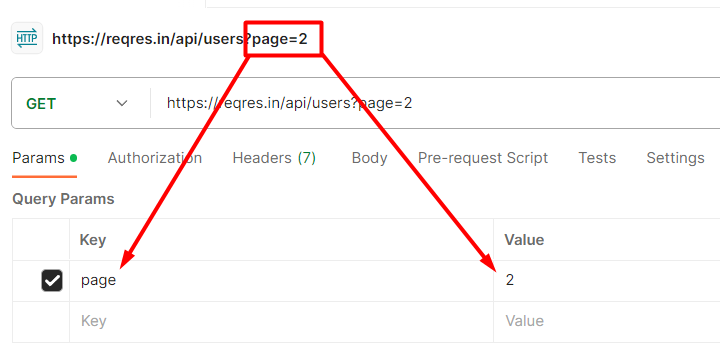 HTTP https://reqres.in/api/users?page=2
GET https://reqres.in/api/users?page=2
Params Authorization Headers (7) Body Pre-request Script Tests Settings
Query Params
Key Value
page 2
Key Value